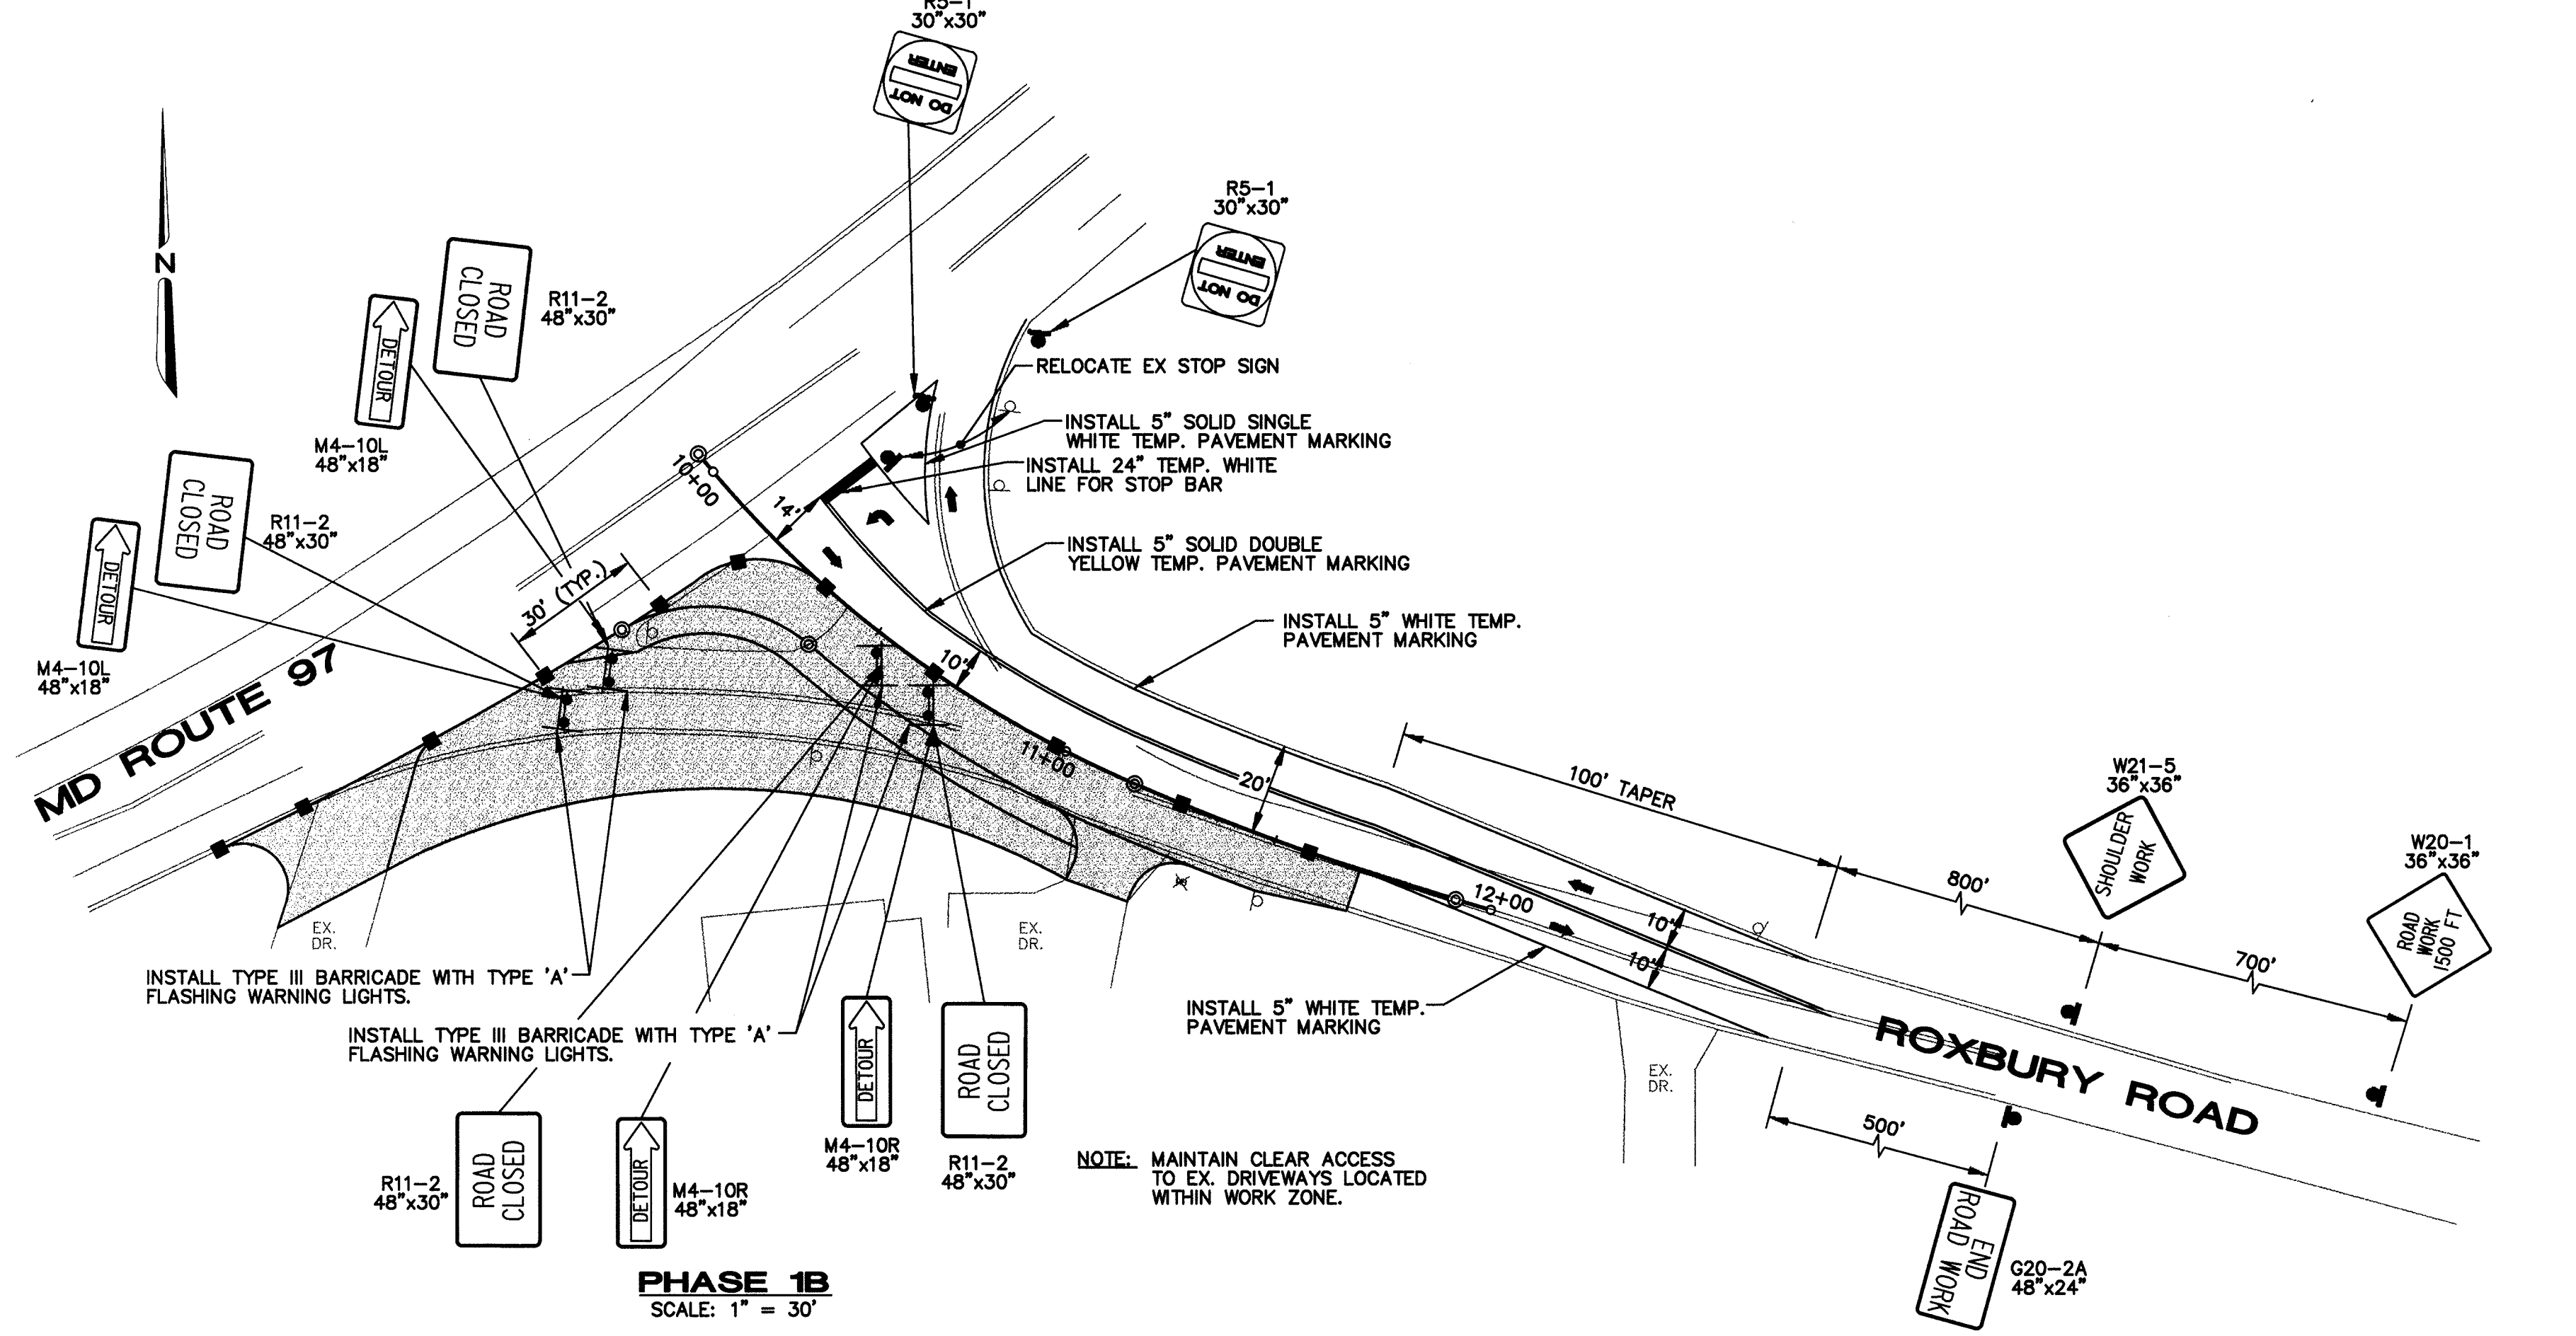 R5-1
30"x30"
DO NOT
ENTER
R5-1
30"x30"
DO NOT
ENTER
N
ROAD
CLOSED
R11-2
48"x30"
DETOUR
M4-10L
48"x18"
ROAD
CLOSED
R11-2
48"x30"
DETOUR
M4-10L
48"x18"
RELOCATE EX STOP SIGN
INSTALL 5" SOLID SINGLE
WHITE TEMP. PAVEMENT MARKING
INSTALL 24" TEMP. WHITE
LINE FOR STOP BAR
10+00
14'
INSTALL 5" SOLID DOUBLE
YELLOW TEMP. PAVEMENT MARKING
30' (TYP.)
INSTALL 5" WHITE TEMP.
PAVEMENT MARKING
MD ROUTE 97
10'
11+00
20'
100' TAPER
W21-5
36"x36"
SHOULDER
WORK
W20-1
36"x36"
ROAD
WORK
1500 FT
800'
700'
12+00
10'
10'
EX.
DR.
EX.
DR.
EX.
DR.
INSTALL TYPE III BARRICADE WITH TYPE 'A'
FLASHING WARNING LIGHTS.
INSTALL TYPE III BARRICADE WITH TYPE 'A'
FLASHING WARNING LIGHTS.
INSTALL 5" WHITE TEMP.
PAVEMENT MARKING
ROXBURY ROAD
500'
DETOUR
M4-10R
48"x18"
ROAD
CLOSED
R11-2
48"x30"
ROAD
CLOSED
R11-2
48"x30"
DETOUR
M4-10R
48"x18"
NOTE: MAINTAIN CLEAR ACCESS
TO EX. DRIVEWAYS LOCATED
WITHIN WORK ZONE.
END
ROAD WORK
G20-2A
48"x24"
PHASE 1B
SCALE: 1" = 30'